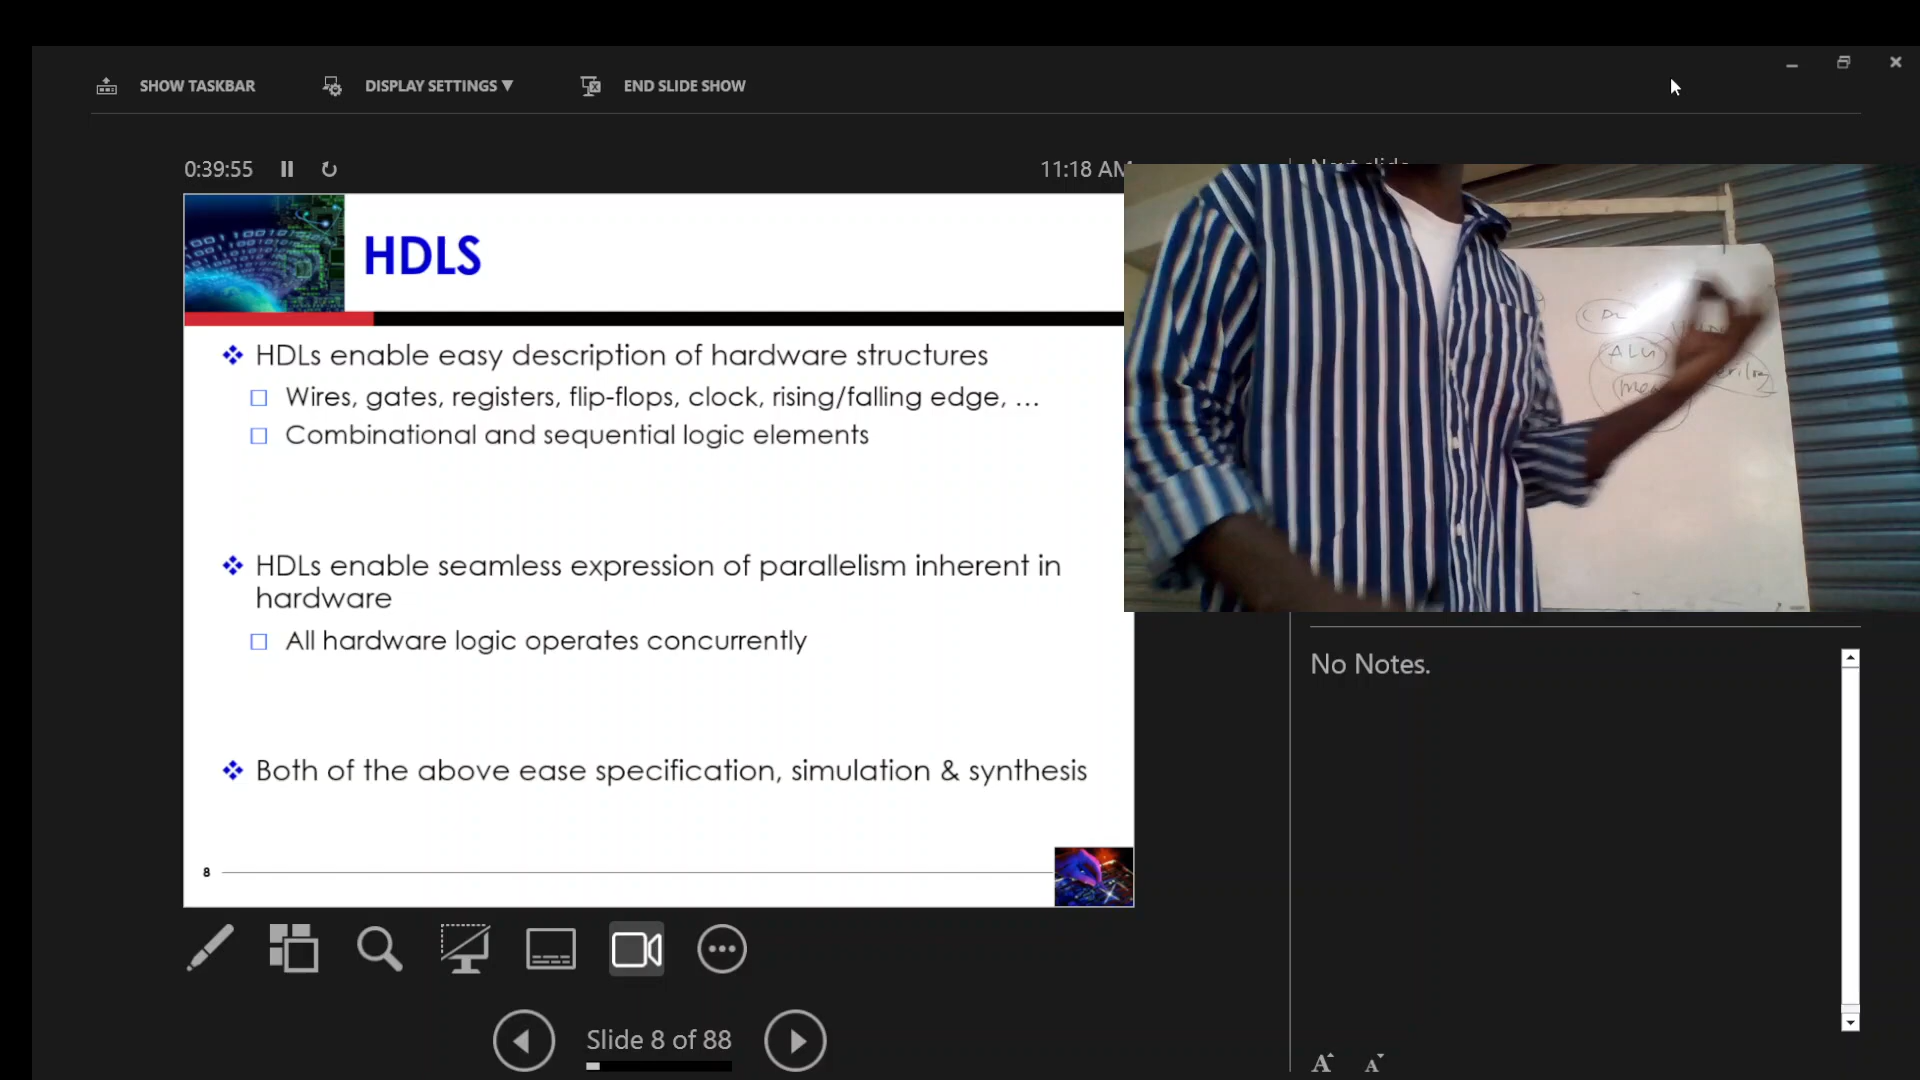 SHOW TASKBAR
DISPLAY SETTINGS ▼
END SLIDE SHOW
0:39:55
11:18 AM
Next slide
HDLS
❖ HDLs enable easy description of hardware structures
□ Wires, gates, registers, flip-flops, clock, rising/falling edge, ...
□ Combinational and sequential logic elements
❖ HDLs enable seamless expression of parallelism inherent in
hardware
□ All hardware logic operates concurrently
❖ Both of the above ease specification, simulation & synthesis
8
ALU
No Notes.
Slide 8 of 88
A A